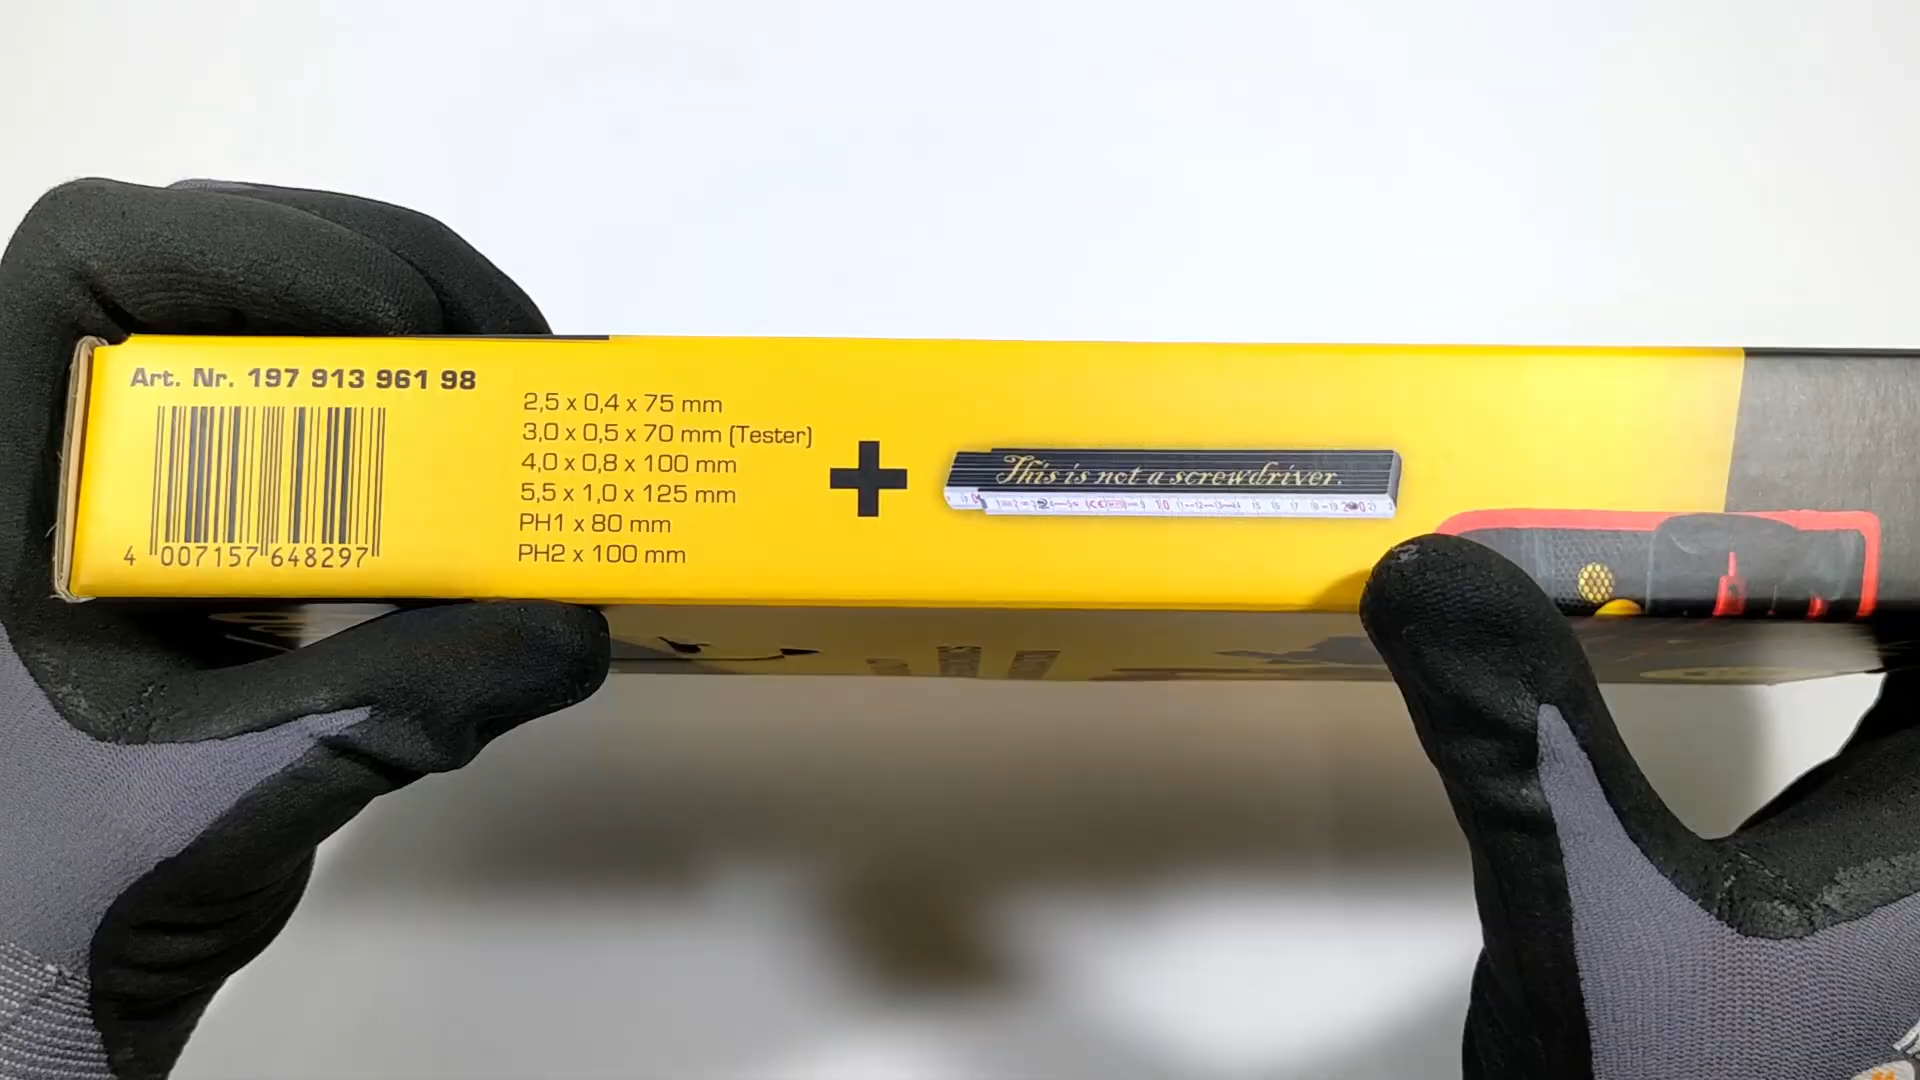 Art. Nr. 197 913 961 98
4 007157 648297
2,5 x 0,4 x 75 mm
3,0 x 0,5 x 70 mm (Tester)
4,0 x 0,8 x 100 mm
5,5 x 1,0 x 125 mm
PH1 x 80 mm
PH2 x 100 mm
This is not a screwdriver.